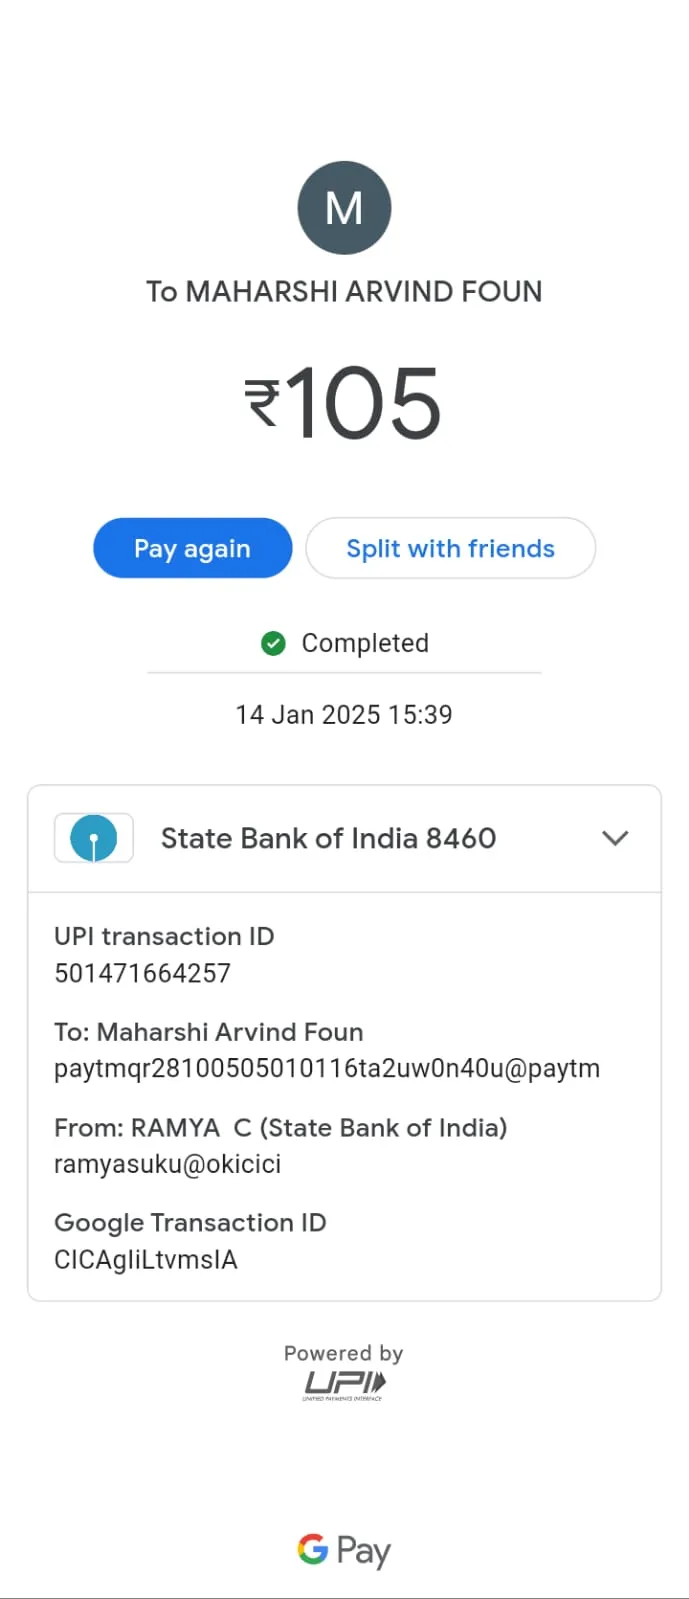 M
To MAHARSHI ARVIND FOUN
₹105
Pay again
Split with friends
Completed
14 Jan 2025 15:39
State Bank of India 8460
UPI transaction ID
501471664257
To: Maharshi Arvind Foun
paytmqr28100505010116ta2uw0n40u@paytm
From: RAMYA  C (State Bank of India)
ramyasuku@okicici
Google Transaction ID
CICAgIiLtvmsIA
Powered by
UPI
UNIFIED PAYMENTS INTERFACE
G Pay